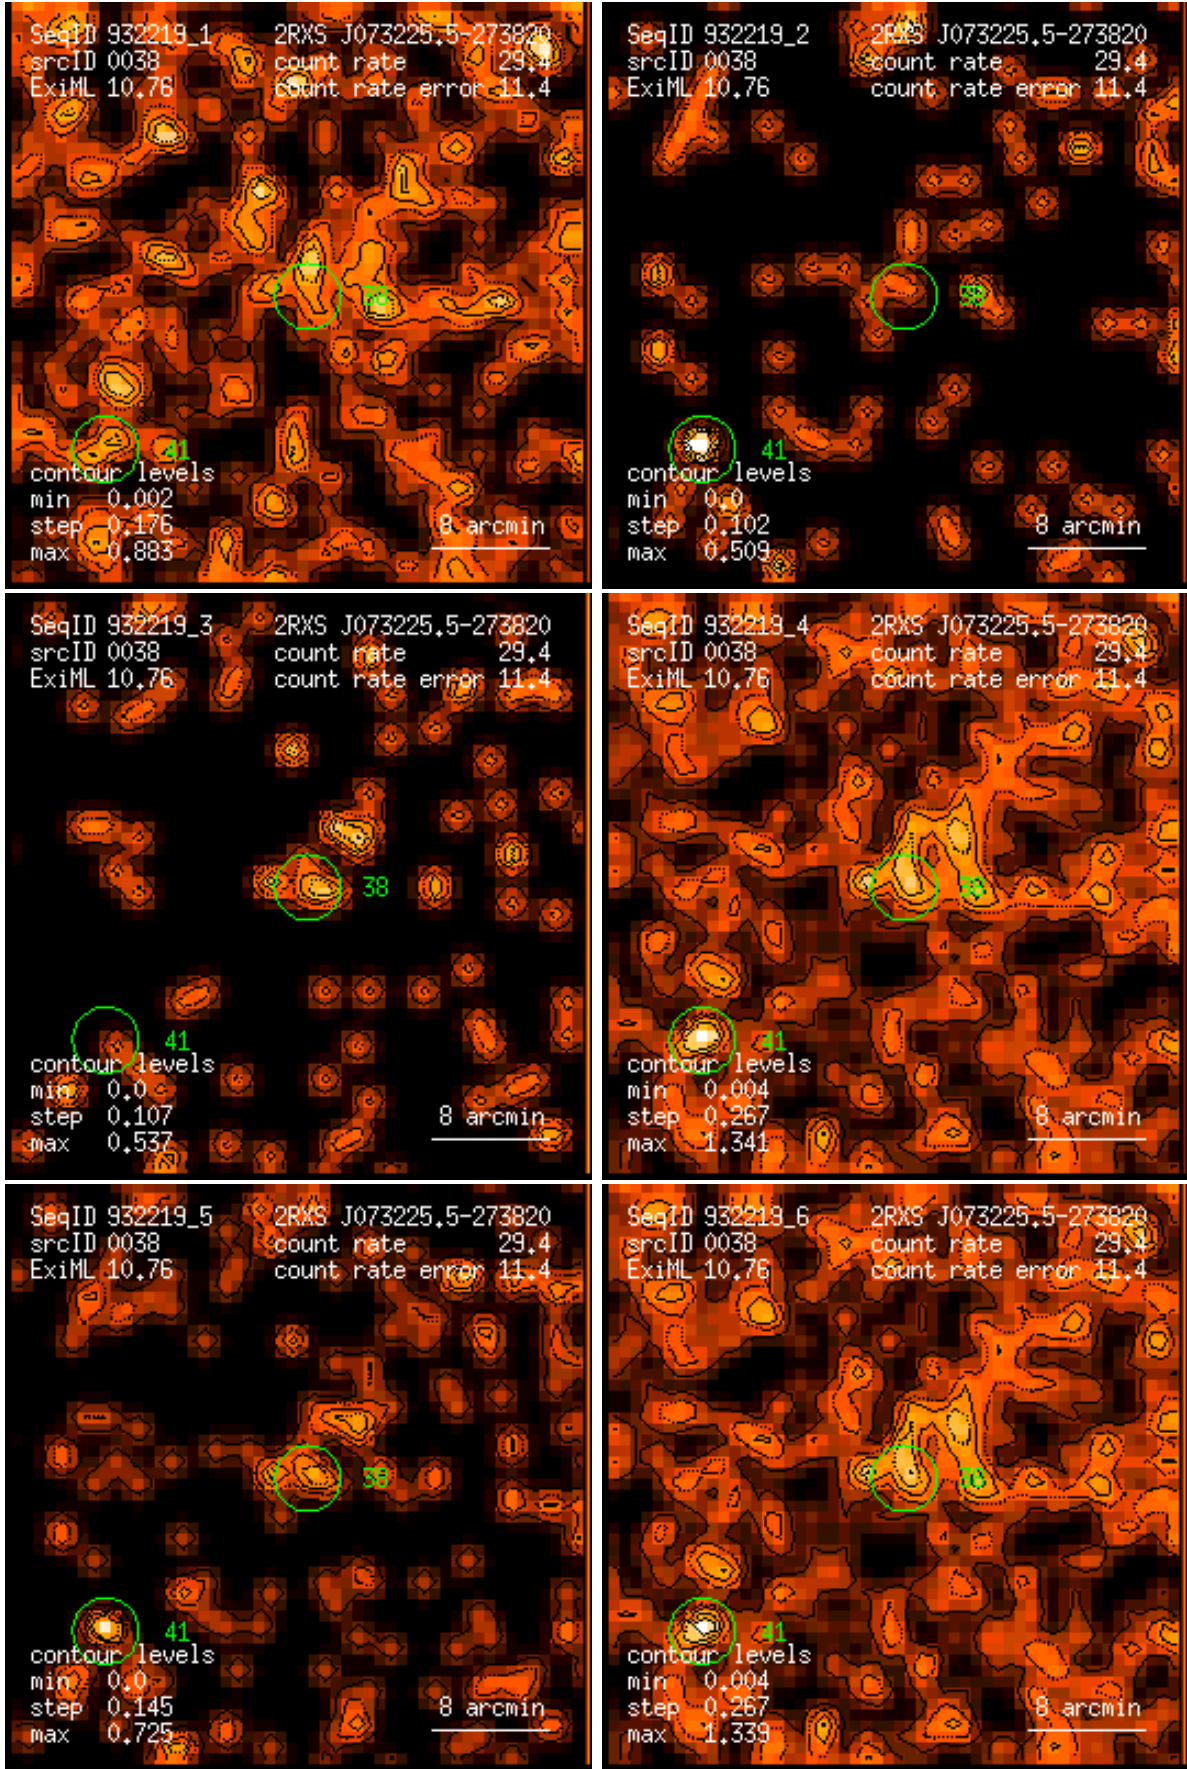 SeqID 932219_1 2RXS J073225.5-273820
srcID 0038 count rate 29.4
ExiML 10.76 count rate error 11.4
38
41
contour levels
min 0.002
step 0.176 8 arcmin
max 0.883
SeqID 932219_2 2RXS J073225.5-273820
srcID 0038 count rate 29.4
ExiML 10.76 count rate error 11.4
38
41
contour levels
min 0.0
step 0.102 8 arcmin
max 0.509
SeqID 932219_3 2RXS J073225.5-273820
srcID 0038 count rate 29.4
ExiML 10.76 count rate error 11.4
38
41
contour levels
min 0.0
step 0.107 8 arcmin
max 0.537
SeqID 932219_4 2RXS J073225.5-273820
srcID 0038 count rate 29.4
ExiML 10.76 count rate error 11.4
38
41
contour levels
min 0.004
step 0.267 8 arcmin
max 1.341
SeqID 932219_5 2RXS J073225.5-273820
srcID 0038 count rate 29.4
ExiML 10.76 count rate error 11.4
38
41
contour levels
min 0.0
step 0.145 8 arcmin
max 0.725
SeqID 932219_6 2RXS J073225.5-273820
srcID 0038 count rate 29.4
ExiML 10.76 count rate error 11.4
38
41
contour levels
min 0.004
step 0.267 8 arcmin
max 1.339